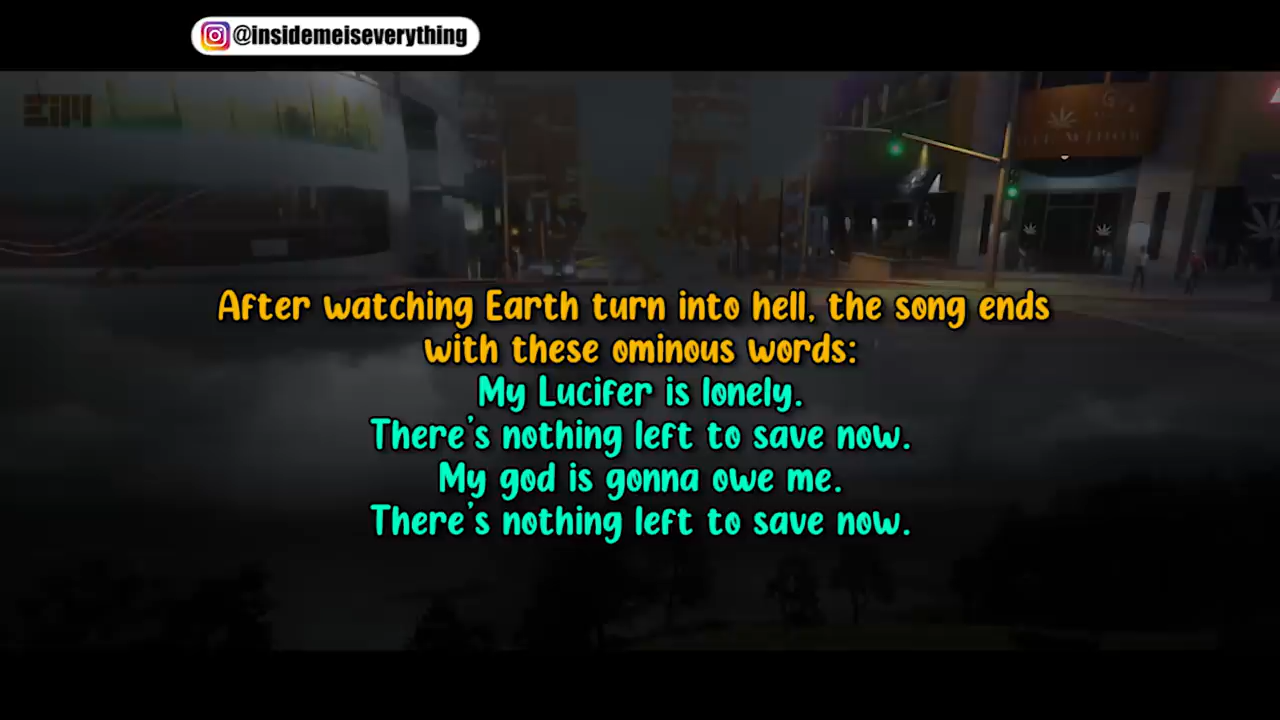 @insidemeiseverything
After watching Earth turn into hell, the song ends
with these ominous words:
My Lucifer is lonely.
There's nothing left to save now.
My god is gonna owe me.
There's nothing left to save now.